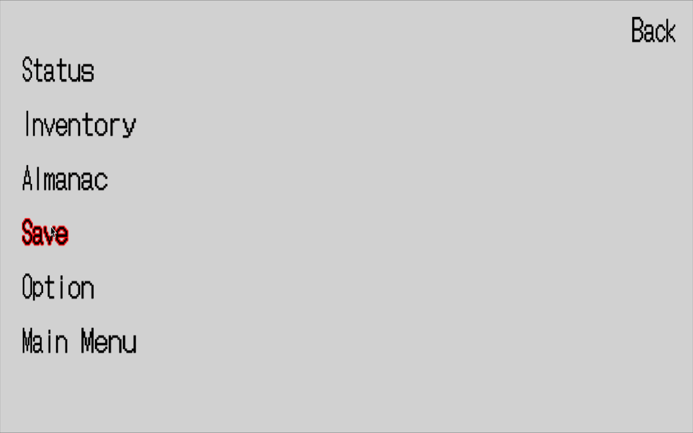 Back
Status
Inventory
Almanac
Save
Option
Main Menu